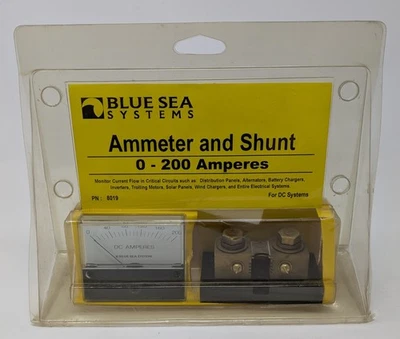 BLUE SEA
SYSTEMS
Ammeter and Shunt
0 - 200 Amperes
Monitor Current Flow in Critical Circuits such as: Distribution Panels, Alternators, Battery Chargers,
Inverters, Trolling Motors, Solar Panels, Wind Chargers, and Entire Electrical Systems
PN: 8019
For DC Systems
200
DC AMPERES